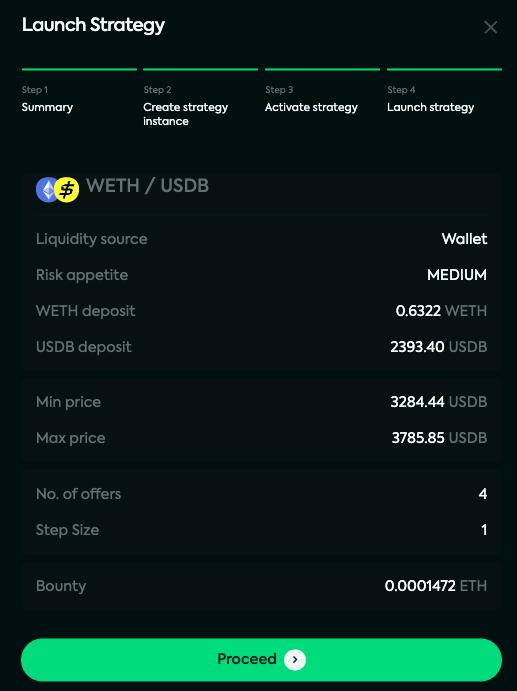 Launch Strategy
Step 1
Summary
Step 2
Create strategy
instance
Step 3
Activate strategy
Step 4
Launch strategy
WETH / USDB
Liquidity source Wallet
Risk appetite MEDIUM
WETH deposit 0.6322 WETH
USDB deposit 2393.40 USDB
Min price 3284.44 USDB
Max price 3785.85 USDB
No. of offers 4
Step Size 1
Bounty 0.0001472 ETH
Proceed